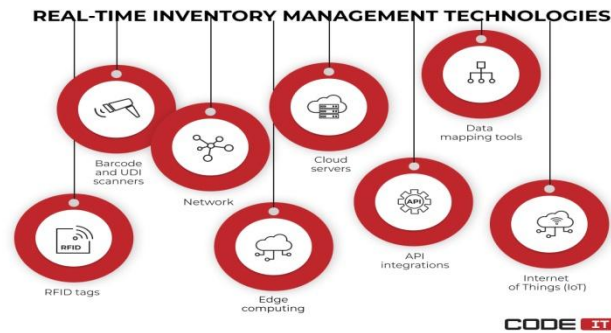 REAL-TIME INVENTORY MANAGEMENT TECHNOLOGIES
Barcode
and UDI
scanners
Network
Cloud
servers
Data
mapping tools
RFID
RFID tags
Edge
computing
API
API
integrations
Internet
of Things (IoT)
CODE IT